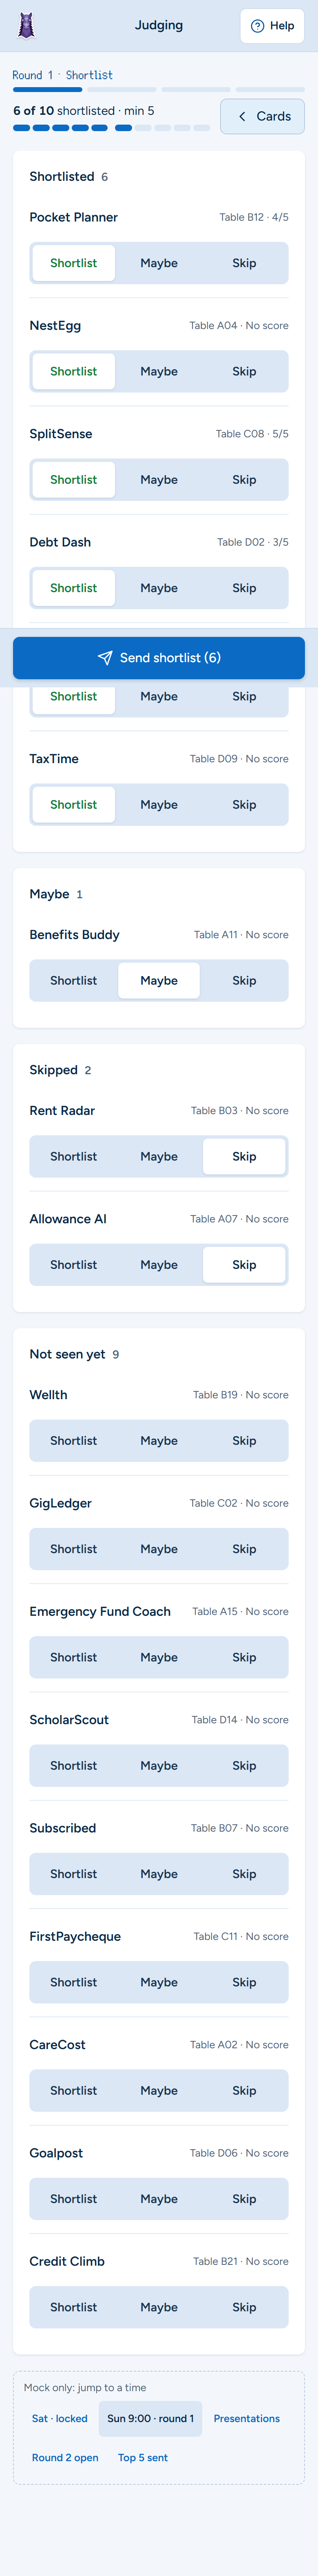 Judging
Help
Round 1 · Shortlist
6 of 10 shortlisted · min 5
Cards
Shortlisted 6
Pocket Planner
Table B12 · 4/5
Shortlist Maybe Skip
NestEgg
Table A04 · No score
Shortlist Maybe Skip
SplitSense
Table C08 · 5/5
Shortlist Maybe Skip
Debt Dash
Table D02 · 3/5
Shortlist Maybe Skip
Send shortlist (6)
Shortlist Maybe Skip
TaxTime
Table D09 · No score
Shortlist Maybe Skip
Maybe 1
Benefits Buddy
Table A11 · No score
Shortlist Maybe Skip
Skipped 2
Rent Radar
Table B03 · No score
Shortlist Maybe Skip
Allowance AI
Table A07 · No score
Shortlist Maybe Skip
Not seen yet 9
Wellth
Table B19 · No score
Shortlist Maybe Skip
GigLedger
Table C02 · No score
Shortlist Maybe Skip
Emergency Fund Coach
Table A15 · No score
Shortlist Maybe Skip
ScholarScout
Table D14 · No score
Shortlist Maybe Skip
Subscribed
Table B07 · No score
Shortlist Maybe Skip
FirstPaycheque
Table C11 · No score
Shortlist Maybe Skip
CareCost
Table A02 · No score
Shortlist Maybe Skip
Goalpost
Table D06 · No score
Shortlist Maybe Skip
Credit Climb
Table B21 · No score
Shortlist Maybe Skip
Mock only: jump to a time
Sat · locked
Sun 9:00 · round 1
Presentations
Round 2 open
Top 5 sent